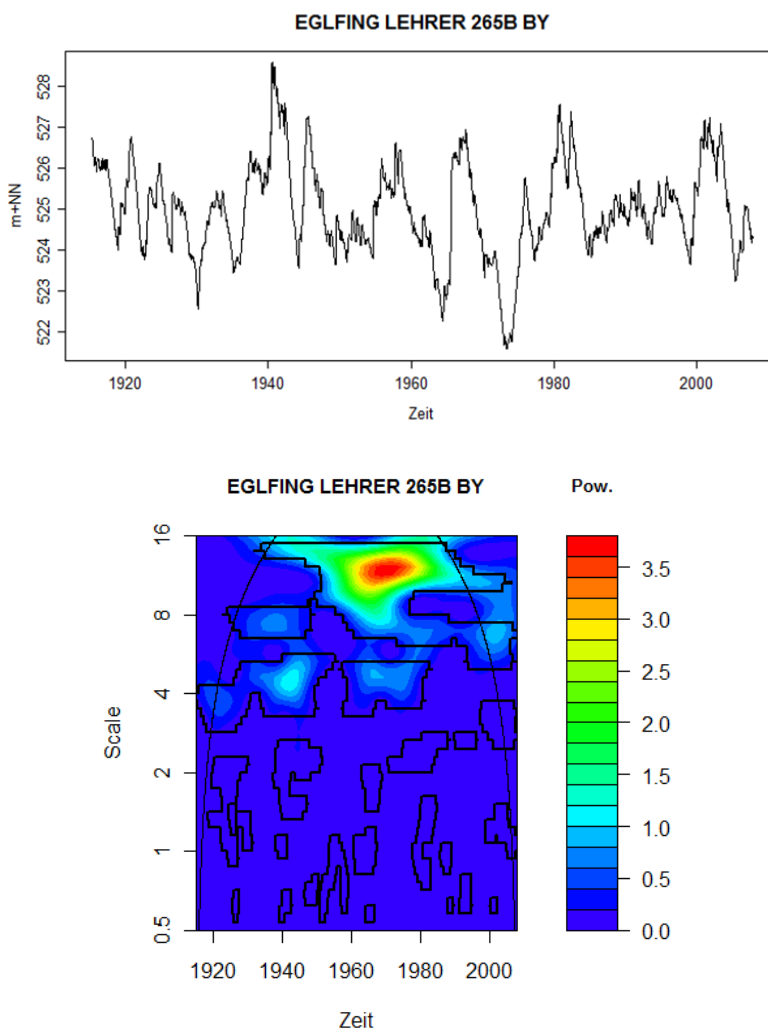 EGLFING LEHRER 265B BY
528
527
526
525
524
523
522
m+NN
1920 1940 1960 1980 2000
Zeit
EGLFING LEHRER 265B BY Pow.
16
8
4
2
1
0.5
Scale
1920 1940 1960 1980 2000
Zeit
3.5
3.0
2.5
2.0
1.5
1.0
0.5
0.0